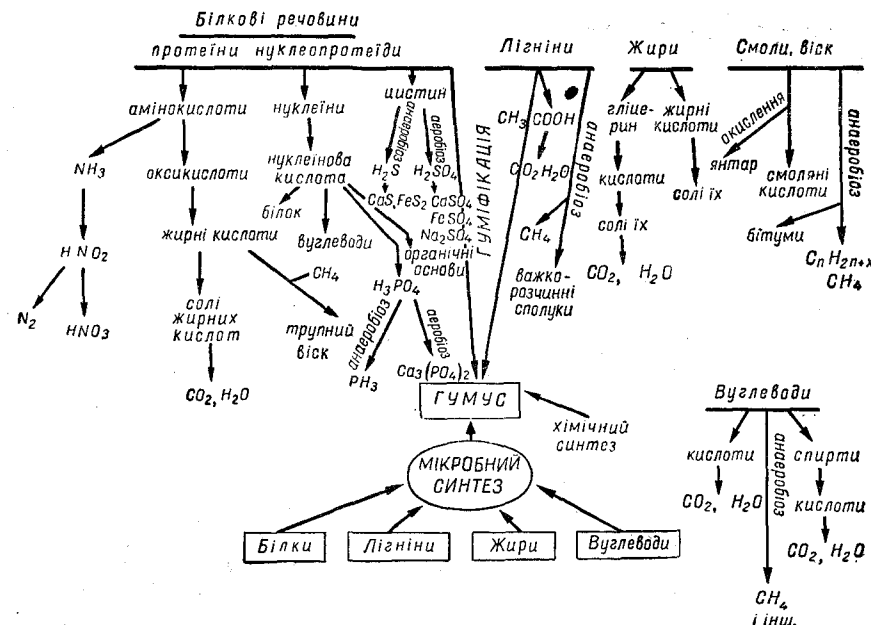 Білкові речовини
протеїни нуклеопротеїди
амінокислоти
нуклеїни
цистин
анаеробіоз
аеробіоз
NH3
оксикислоти
нуклеїнова
кислота
H2S
H2SO4
CaS, FeS2
CaSO4
FeSO4
Na2SO4
білок
вуглеводи
органічні
основи
HNO2
жирні кислоти
CH4
H3PO4
N2
HNO3
солі
жирних
кислот
трупний
віск
анаеробіоз
аеробіоз
PH3
Ca3(PO4)2
CO2, H2O
ГУМІФІКАЦІЯ
Лігніни
CH3COOH
анаеробіоз
CO2H2O
CH4
важко-
розчинні
сполуки
Жири
гліце-
рин
жирні
кислоти
кислоти
солі їх
солі їх
CO2, H2O
Смоли, віск
окислення
анаеробіоз
янтар
смоляні
кислоти
бітуми
CnH2n+x
CH4
ГУМУС
хімічний
синтез
МІКРОБНИЙ
СИНТЕЗ
Білки
Лігніни
Жири
Вуглеводи
Вуглеводи
кислоти
анаеробіоз
спирти
CO2, H2O
кислоти
CO2, H2O
CH4
і інш.